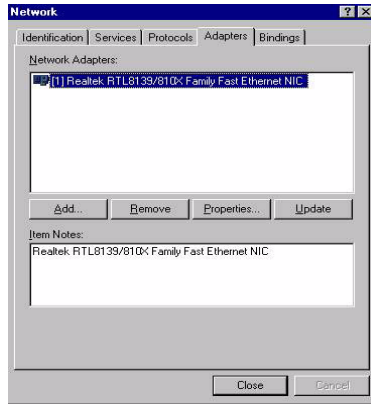 Network
Identification Services Protocols Adapters Bindings
Network Adapters:
[1] Realtek RTL8139/810X Family Fast Ethernet NIC
Add... Remove Properties... Update
Item Notes:
Realtek RTL8139/810X Family Fast Ethernet NIC
Close Cancel